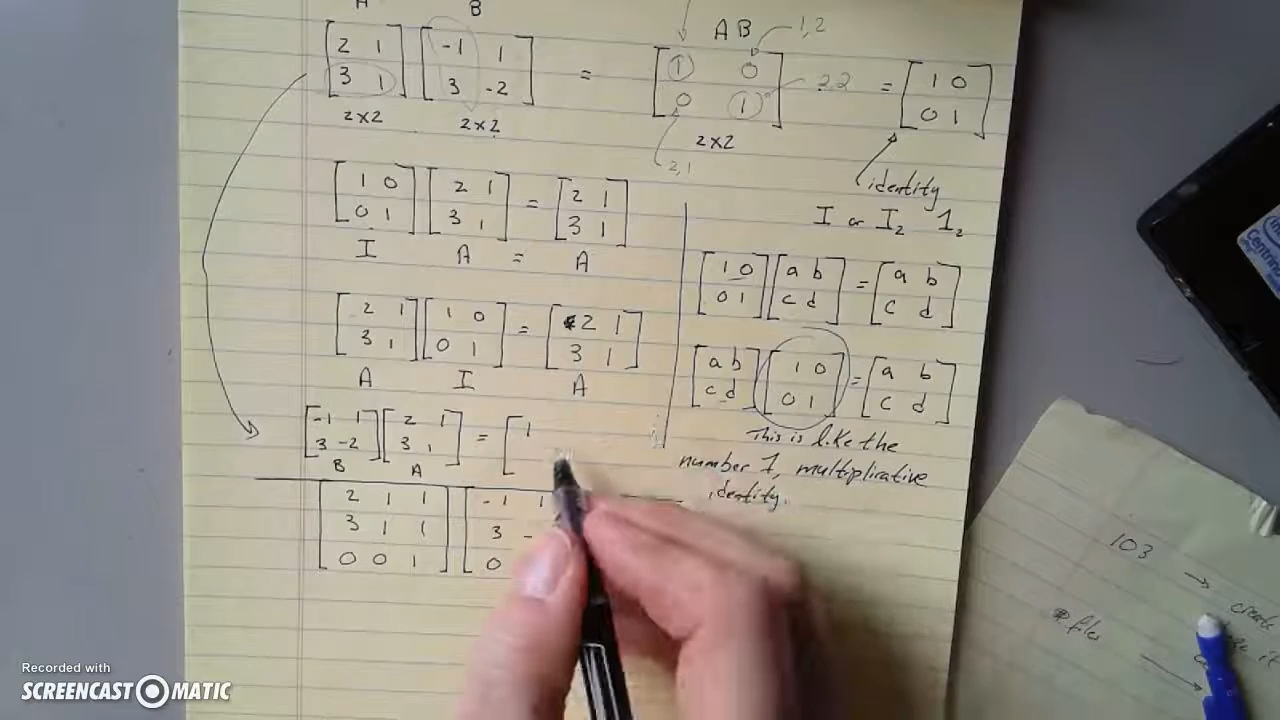 A B
AB 1,2
[2 1] [-1 1] = [1 0] 2,2 = [1 0]
[3 1] [3 -2] [0 1] [0 1]
2x2 2x2 2x2
2,1
identity
I or I₂ 1₂
[1 0] [2 1] = [2 1]
[0 1] [3 1] [3 1]
I A = A
[1 0] [a b] = [a b]
[0 1] [c d] [c d]
[2 1] [1 0] = [2 1]
[3 1] [0 1] [3 1]
A I A
[a b] [1 0] = [a b]
[c d] [0 1] [c d]
This is like the
number 1, multiplirative
identity.
[-1 1] [2 1] = [1
[3 -2] [3 1] [
B A
[2 1 1] [-1 1
[3 1 1] [3 -
[0 0 1] [0
103
create
files
Recorded with
SCREENCAST MATIC